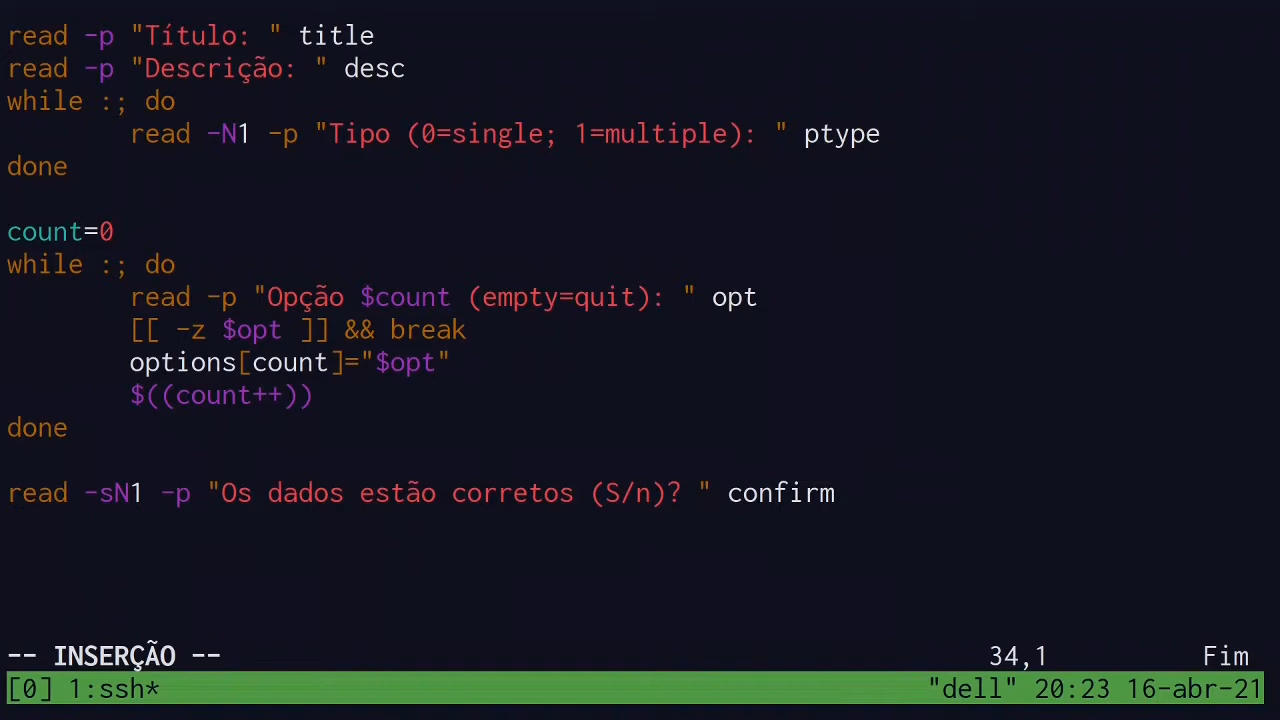 read -p "Título: " title
read -p "Descrição: " desc
while :; do
        read -N1 -p "Tipo (0=single; 1=multiple): " ptype
done

count=0
while :; do
        read -p "Opção $count (empty=quit): " opt
        [[ -z $opt ]] && break
        options[count]="$opt"
        $((count++))
done

read -sN1 -p "Os dados estão corretos (S/n)? " confirm

-- INSERÇÃO -- 34,1 Fim
[0] 1:ssh* "dell" 20:23 16-abr-21